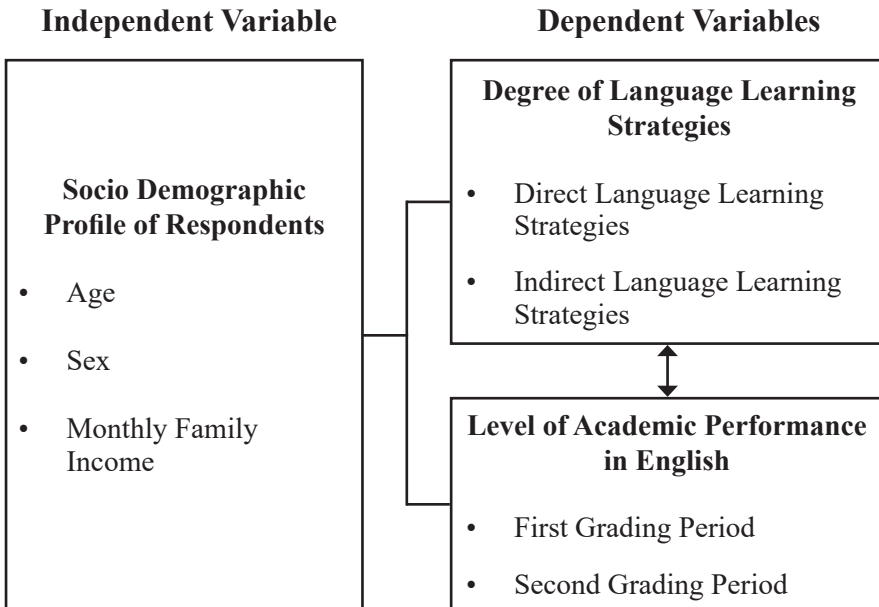 Independent Variable
Socio Demographic
Profile of Respondents
• Age
• Sex
• Monthly Family
Income
Dependent Variables
Degree of Language Learning
Strategies
• Direct Language Learning
Strategies
• Indirect Language Learning
Strategies
Level of Academic Performance
in English
• First Grading Period
• Second Grading Period